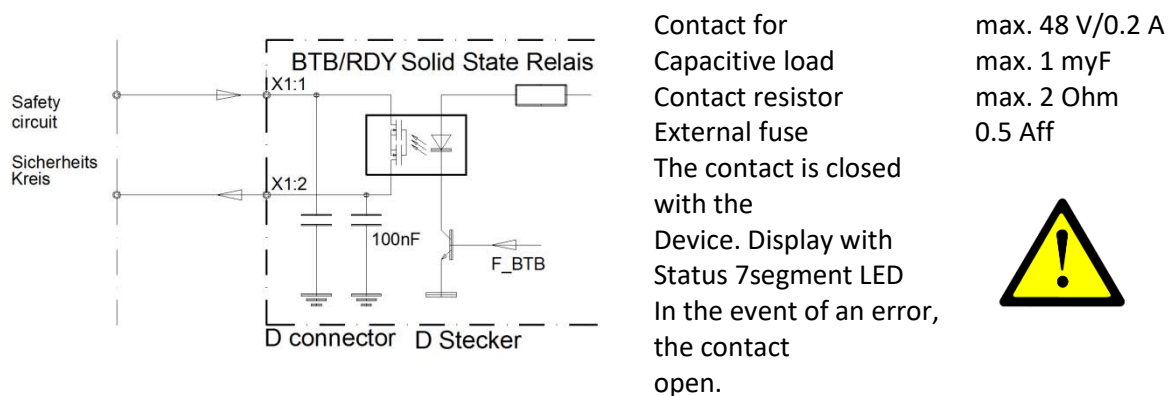 BTB/RDY Solid State Relais
X1:1
Safety
circuit
Sicherheits
Kreis
X1:2
100nF
F_BTB
D connector D Stecker
Contact for max. 48 V/0.2 A
Capacitive load max. 1 myF
Contact resistor max. 2 Ohm
External fuse 0.5 Aff
The contact is closed
with the
Device. Display with
Status 7segment LED
In the event of an error,
the contact
open.